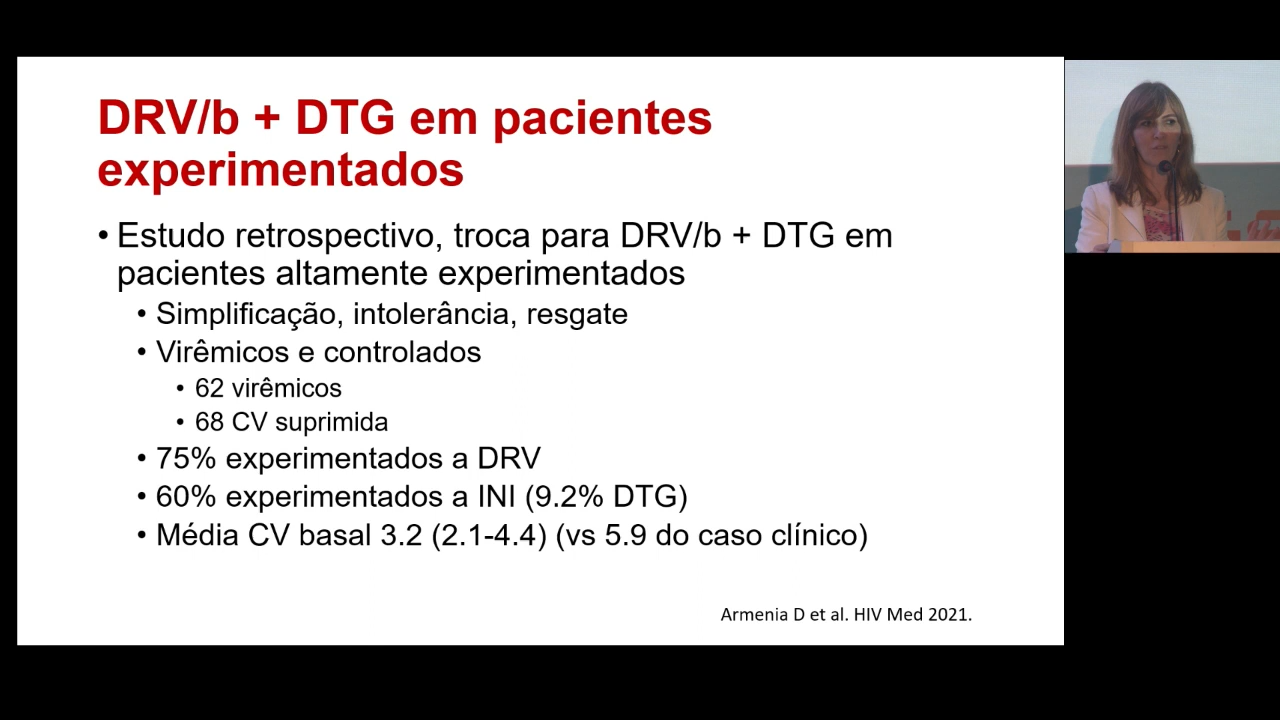 DRV/b + DTG em pacientes
experimentados
• Estudo retrospectivo, troca para DRV/b + DTG em
pacientes altamente experimentados
• Simplificação, intolerância, resgate
• Virêmicos e controlados
• 62 virêmicos
• 68 CV suprimida
• 75% experimentados a DRV
• 60% experimentados a INI (9.2% DTG)
• Média CV basal 3.2 (2.1-4.4) (vs 5.9 do caso clínico)
Armenia D et al. HIV Med 2021.